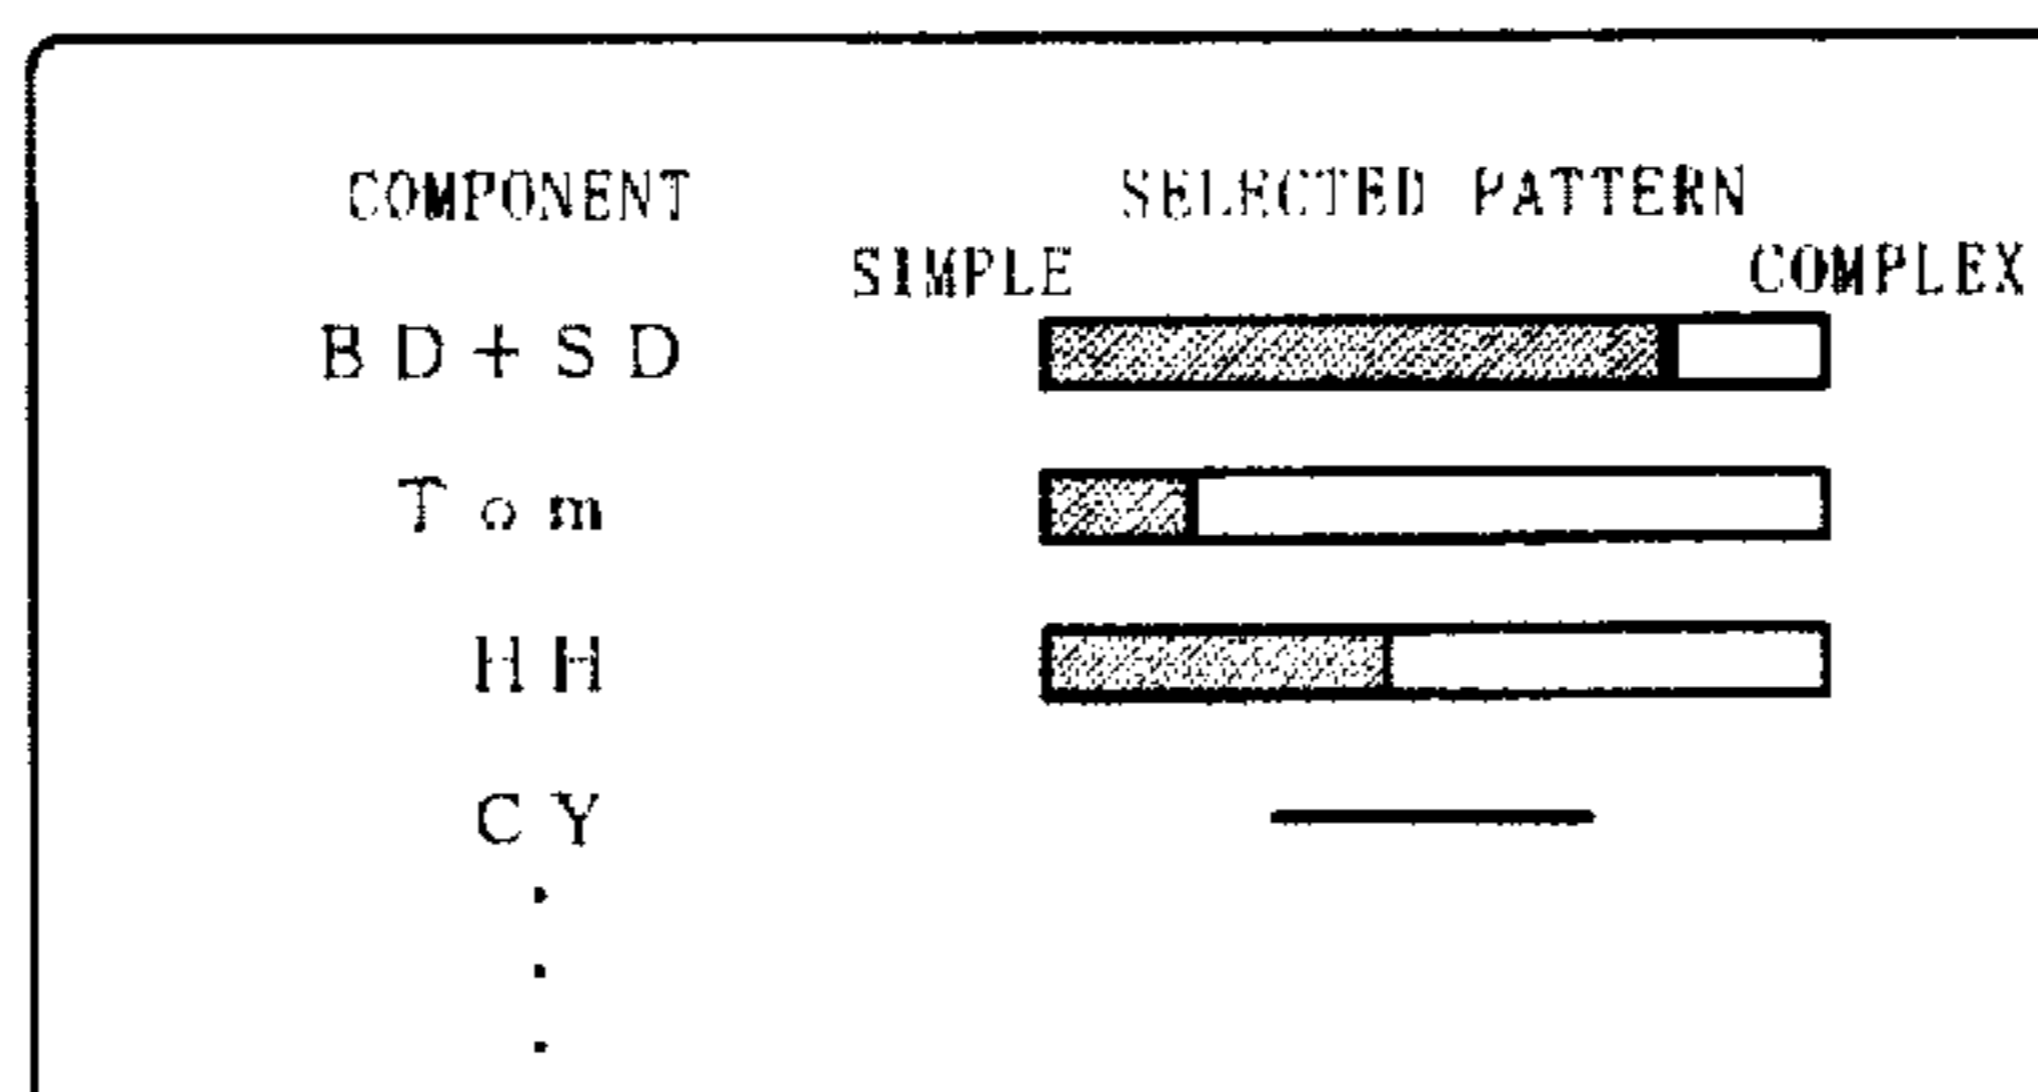 COMPONENT SELECTED PATTERN
SIMPLE COMPLEX
BD+SD
Tom
HH
CY